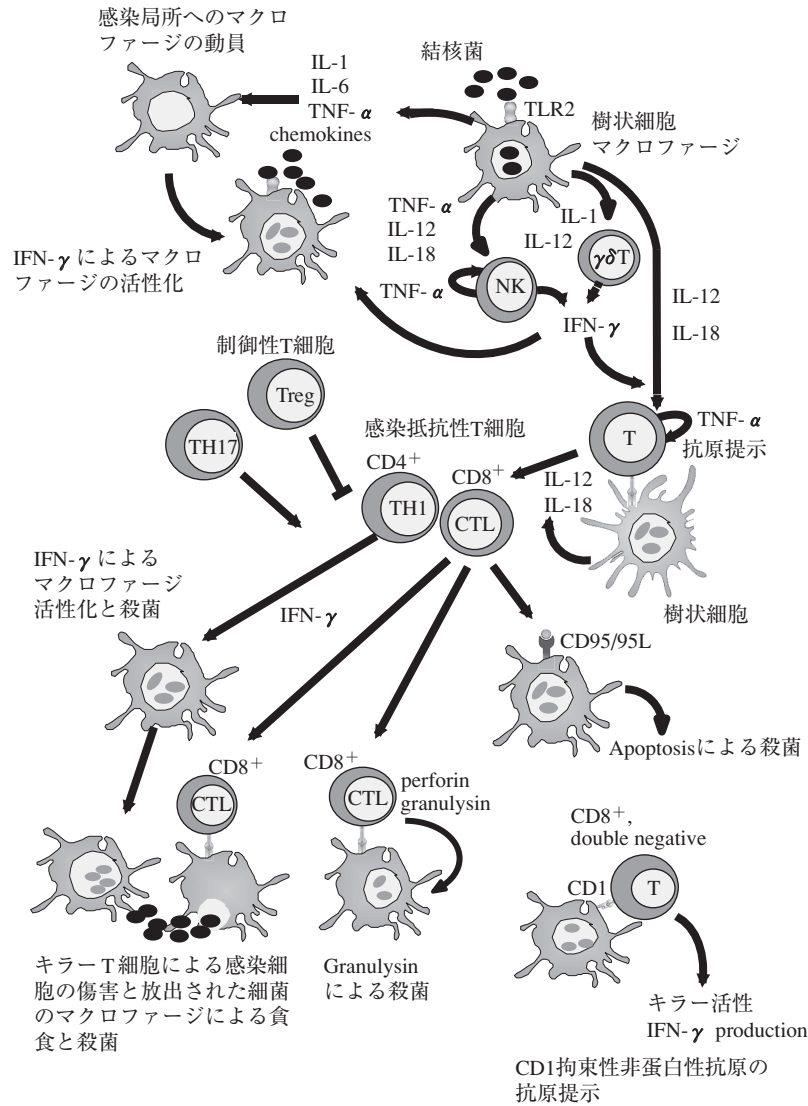 感染局所へのマクロ
ファージの動員
IL-1
IL-6
TNF-α
chemokines
結核菌
TLR2
樹状細胞
マクロファージ
TNF-α
IL-12
IL-18
IL-1
IL-12
γδT
IFN-γによるマクロ
ファージの活性化
TNF-α
NK
IFN-γ
IL-12
IL-18
制御性T細胞
Treg
TH17
感染抵抗性T細胞
CD4+
TH1
CD8+
CTL
T
TNF-α
抗原提示
IL-12
IL-18
樹状細胞
IFN-γによる
マクロファージ
活性化と殺菌
IFN-γ
CD95/95L
Apoptosisによる殺菌
CD8+
CTL
CD8+
CTL
perforin
granulysin
CD8+,
double negative
CD1
T
キラーT細胞による感染細
胞の傷害と放出された細菌
のマクロファージによる貪
食と殺菌
Granulysin
による殺菌
キラー活性
IFN-γ production
CD1拘束性非蛋白性抗原の
抗原提示